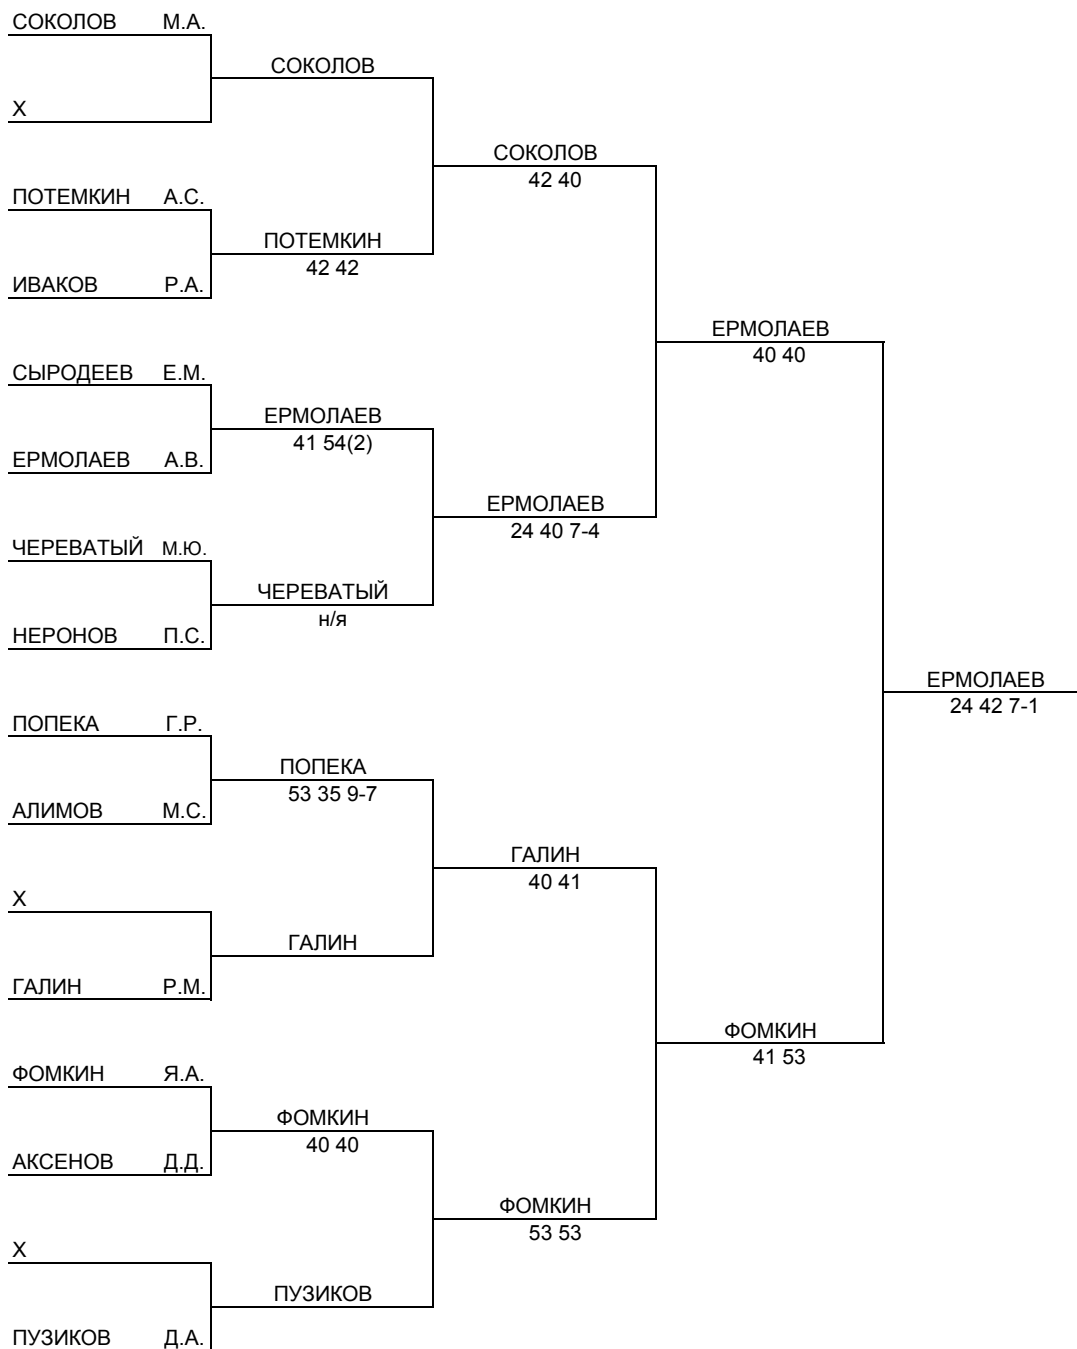 СОКОЛОВ М.А.
СОКОЛОВ
Х
СОКОЛОВ
42 40
ПОТЕМКИН А.С.
ПОТЕМКИН
42 42
ИВАКОВ Р.А.
ЕРМОЛАЕВ
40 40
СЫРОДЕЕВ Е.М.
ЕРМОЛАЕВ
41 54(2)
ЕРМОЛАЕВ А.В.
ЕРМОЛАЕВ
24 40 7-4
ЧЕРЕВАТЫЙ М.Ю.
ЧЕРЕВАТЫЙ
н/я
НЕРОНОВ П.С.
ЕРМОЛАЕВ
24 42 7-1
ПОПЕКА Г.Р.
ПОПЕКА
53 35 9-7
АЛИМОВ М.С.
ГАЛИН
40 41
Х
ГАЛИН
ГАЛИН Р.М.
ФОМКИН
41 53
ФОМКИН Я.А.
ФОМКИН
40 40
АКСЕНОВ Д.Д.
ФОМКИН
53 53
Х
ПУЗИКОВ
ПУЗИКОВ Д.А.